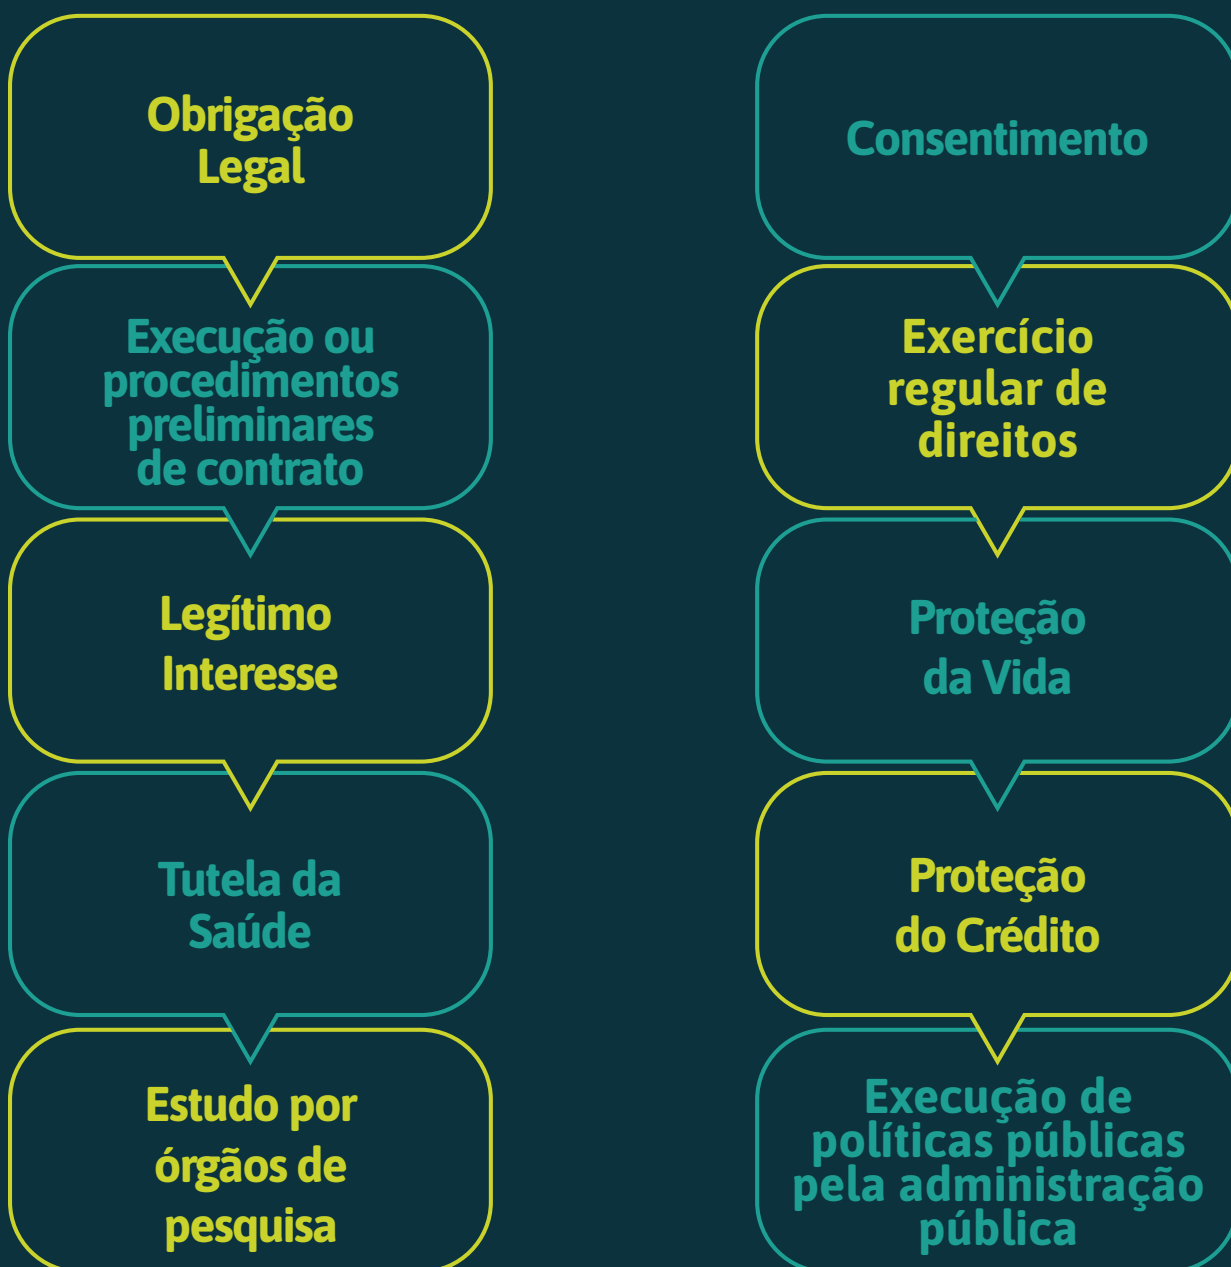 Obrigação
Legal
Execução ou
procedimentos
preliminares
de contrato
Legítimo
Interesse
Tutela da
Saúde
Estudo por
órgãos de
pesquisa
Consentimento
Exercício
regular de
direitos
Proteção
da Vida
Proteção
do Crédito
Execução de
políticas públicas
pela administração
pública